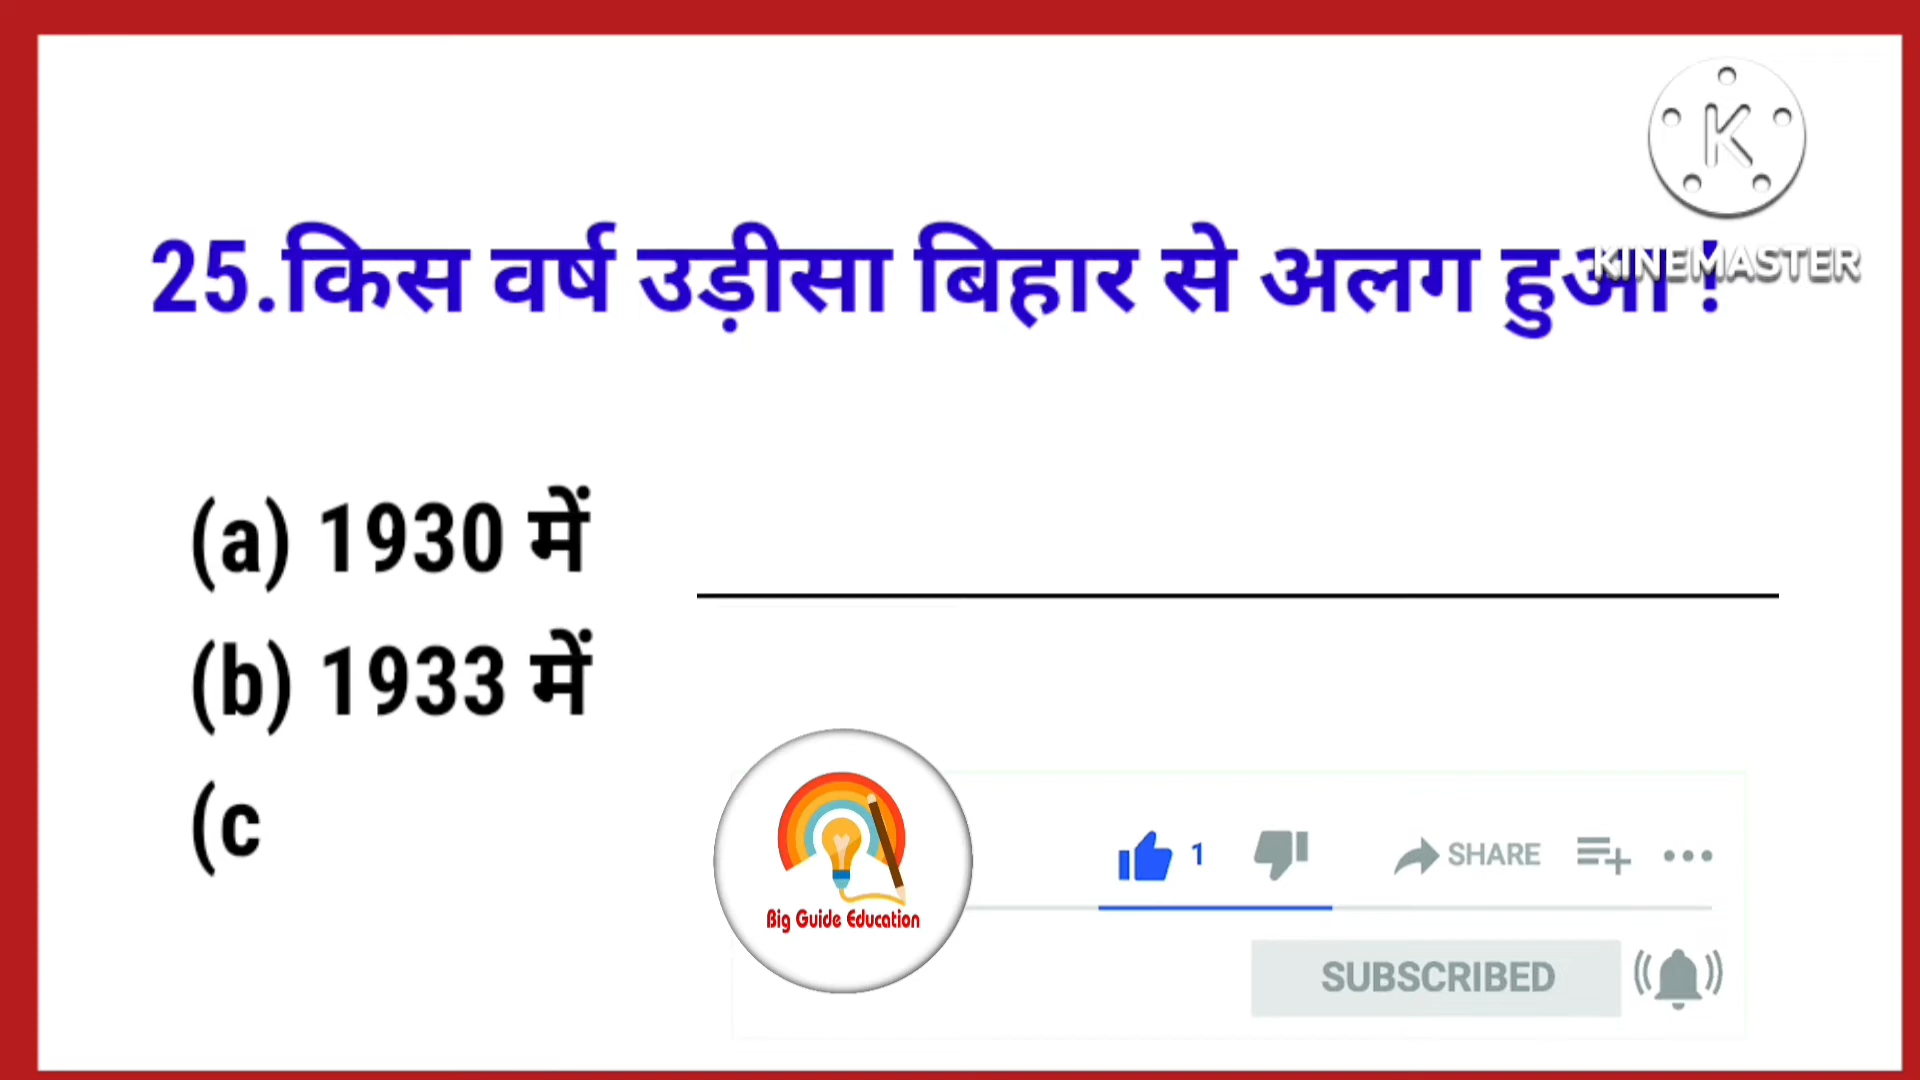 25.किस वर्ष उड़ीसा बिहार से अलग हुआ !
KINEMASTER
(a) 1930 में
(b) 1933 में
(c
Big Guide Education
1 SHARE
SUBSCRIBED